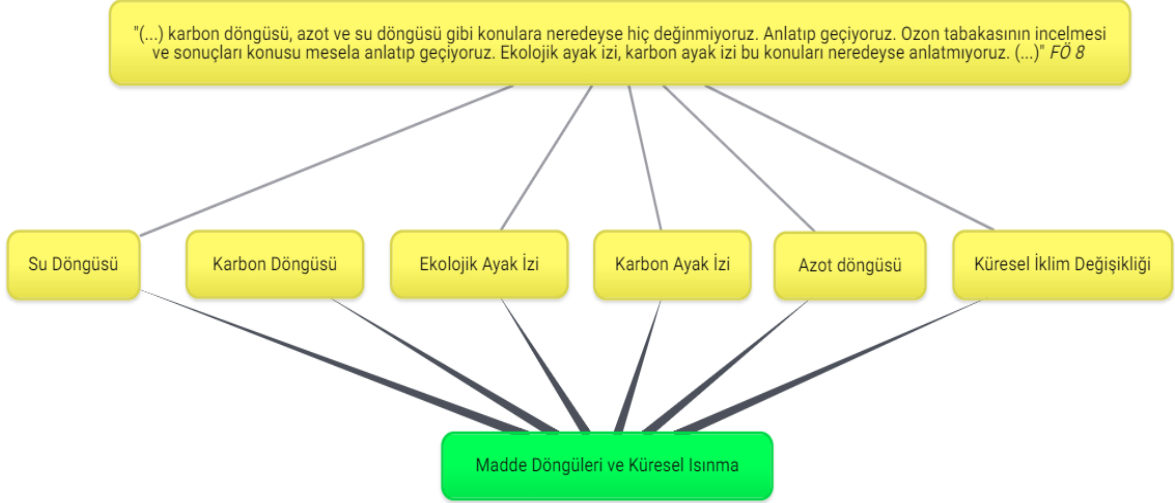 "(...) karbon döngüsü, azot ve su döngüsü gibi konulara neredeyse hiç değinmiyoruz. Anlatıp geçiyoruz. Ozon tabakasının incelmesi
ve sonuçları konusu mesela anlatıp geçiyoruz. Ekolojik ayak izi, karbon ayak izi bu konuları neredeyse anlatmıyoruz. (...)" FÖ 8
Su Döngüsü
Karbon Döngüsü
Ekolojik Ayak İzi
Karbon Ayak İzi
Azot döngüsü
Küresel İklim Değişikliği
Madde Döngüleri ve Küresel Isınma